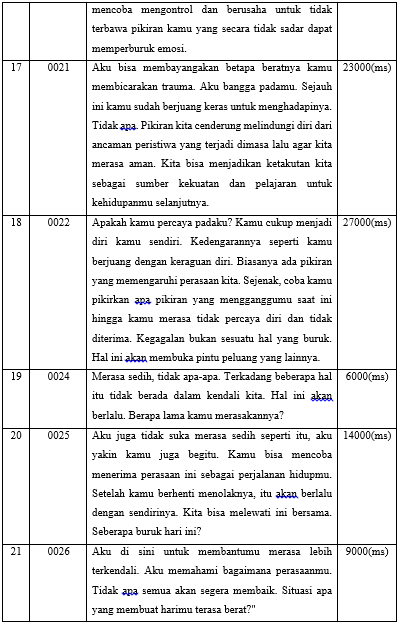 mencoba mengontrol dan berusaha untuk tidak
terbawa pikiran kamu yang secara tidak sadar dapat
memperburuk emosi.
17 0021 Aku bisa membayangkan betapa beratnya kamu 23000(ms)
membicarakan trauma. Aku bangga padamu. Sejauh
ini kamu sudah berjuang keras untuk menghadapinya.
Tidak apa. Pikiran kita cenderung melindungi diri dari
ancaman peristiwa yang terjadi dimasa lalu agar kita
merasa aman. Kita bisa menjadikan ketakutan kita
sebagai sumber kekuatan dan pelajaran untuk
kehidupanmu selanjutnya.
18 0022 Apakah kamu percaya padaku? Kamu cukup menjadi 27000(ms)
diri kamu sendiri. Kedengarannya seperti kamu
berjuang dengan keraguan diri. Biasanya ada pikiran
yang memengaruhi perasaan kita. Sejenak, coba kamu
pikirkan apa pikiran yang menganggumu saat ini
hingga kamu merasa tidak percaya diri dan tidak
diterima. Kegagalan bukan sesuatu hal yang buruk.
Hal ini akan membuka pintu peluang yang lainnya.
19 0024 Merasa sedih, tidak apa-apa. Terkadang beberapa hal 6000(ms)
itu tidak berada dalam kendali kita. Hal ini akan
berlalu. Berapa lama kamu merasakannya?
20 0025 Aku juga tidak suka merasa sedih seperti itu, aku 14000(ms)
yakin kamu juga begitu. Kamu bisa mencoba
menerima perasaan ini sebagai perjalanan hidupmu.
Setelah kamu berhenti menolaknya, itu akan berlalu
dengan sendirinya. Kita bisa melewati ini bersama.
Seberapa buruk hari ini?
21 0026 Aku di sini untuk membantumu merasa lebih 9000(ms)
terkendali. Aku memahami bagaimana perasaanmu.
Tidak apa semua akan segera membaik. Situasi apa
yang membuat harimu terasa berat?"